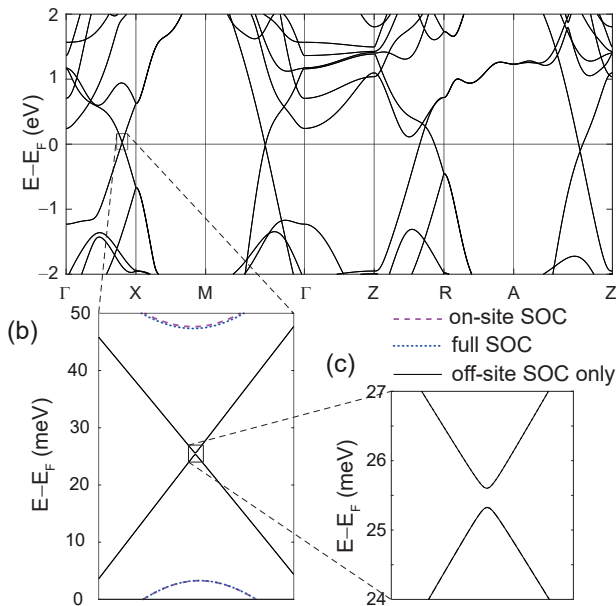 2
1
0
−1
−2
E−E_F (eV)
Γ X M Γ Z R A Z
(b)
50
40
30
20
10
0
E−E_F (meV)
on-site SOC
full SOC
off-site SOC only
(c)
27
26
25
24
E−E_F (meV)